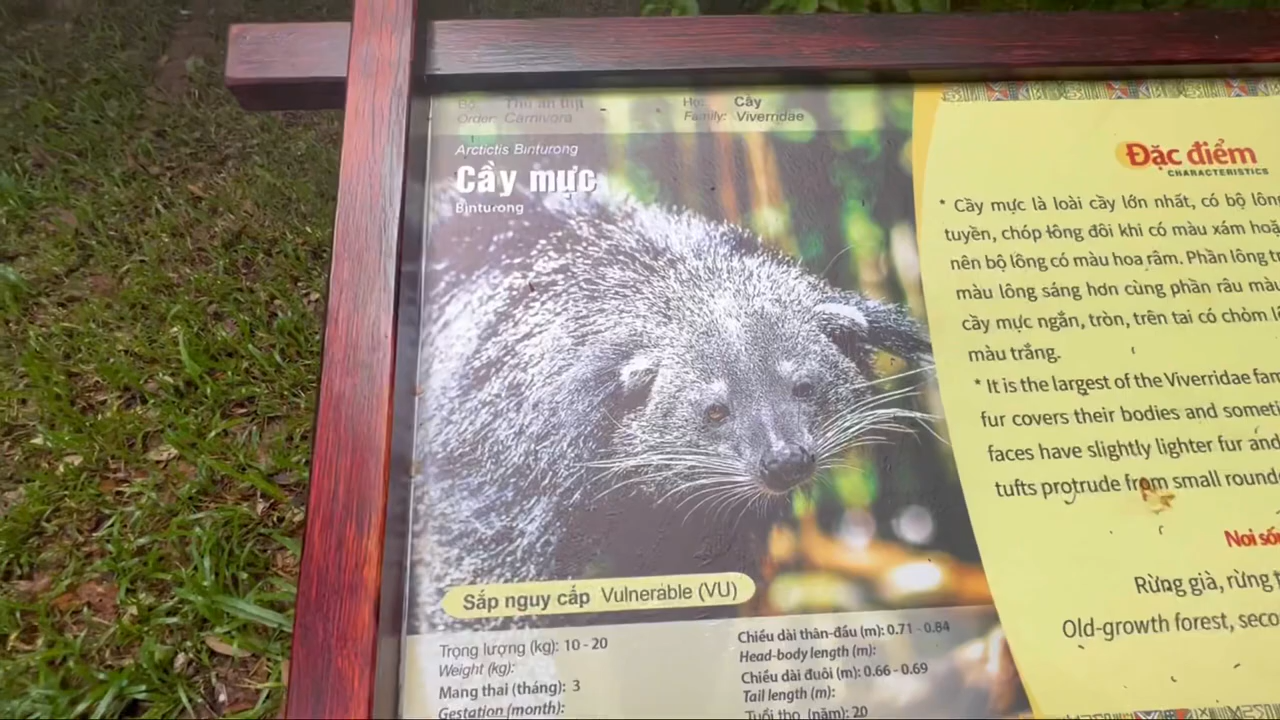 Bộ: Thú ăn thịt
Order: Carnivora
Họ: Cầy
Family: Viverridae
Arctictis Binturong
Cầy mực
Binturong
Sắp nguy cấp Vulnerable (VU)
Trọng lượng (kg): 10 - 20
Weight (kg):
Mang thai (tháng): 3
Gestation (month):
Chiều dài thân-đầu (m): 0.71 - 0.84
Head-body length (m):
Chiều dài đuôi (m): 0.66 - 0.69
Tail length (m):
Tuổi thọ (năm): 20
Đặc điểm
CHARACTERISTICS
* Cầy mực là loài cầy lớn nhất, có bộ lông
tuyền, chóp lông đôi khi có màu xám hoặ
nên bộ lông có màu hoa râm. Phần lông tr
màu lông sáng hơn cùng phần râu màu
cầy mực ngắn, tròn, trên tai có chòm l
màu trắng.
* It is the largest of the Viverridae fam
fur covers their bodies and someti
faces have slightly lighter fur and
tufts protrude from small round
Nơi số
Rừng già, rừng t
Old-growth forest, seco